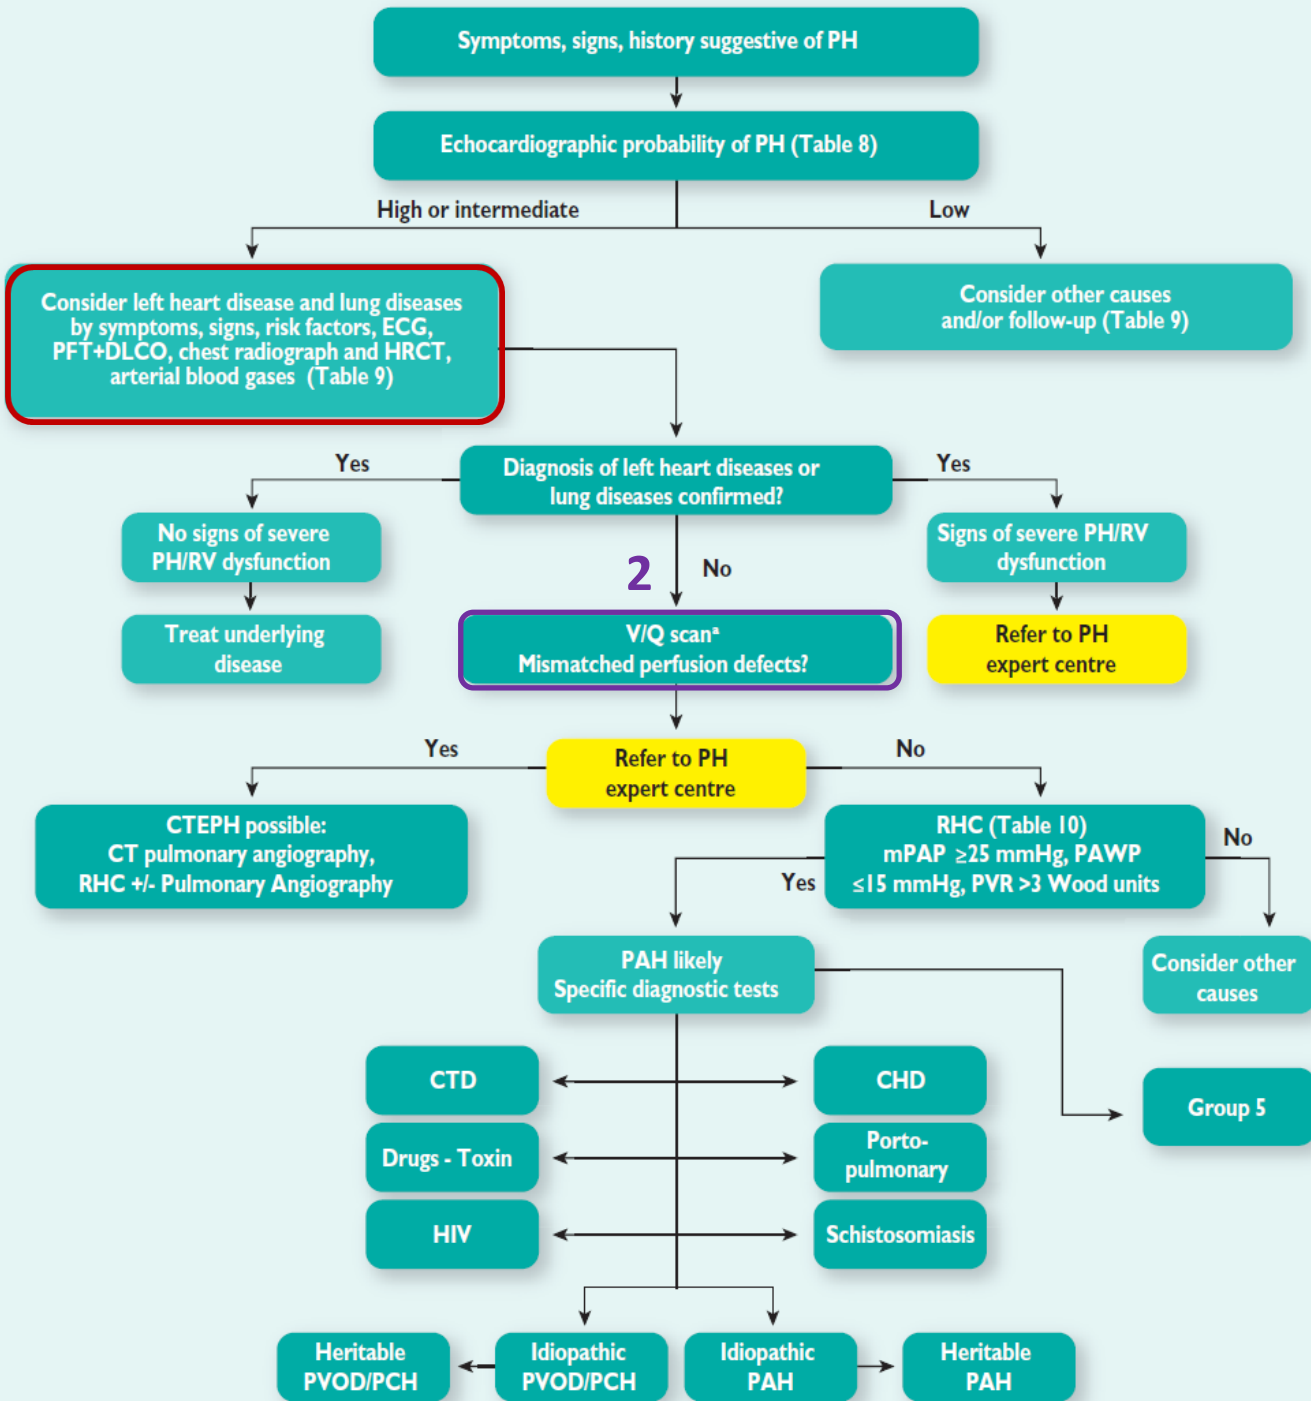 Symptoms, signs, history suggestive of PH
Echocardiographic probability of PH (Table 8)
High or intermediate
Low
Consider left heart disease and lung diseases
by symptoms, signs, risk factors, ECG,
PFT+DLCO, chest radiograph and HRCT,
arterial blood gases (Table 9)
Consider other causes
and/or follow-up (Table 9)
Yes
Diagnosis of left heart diseases or
lung diseases confirmed?
Yes
No signs of severe
PH/RV dysfunction
Signs of severe PH/RV
dysfunction
2
No
Treat underlying
disease
V/Q scanᵃ
Mismatched perfusion defects?
Refer to PH
expert centre
Yes
Refer to PH
expert centre
No
CTEPH possible:
CT pulmonary angiography,
RHC +/- Pulmonary Angiography
RHC (Table 10)
mPAP ≥25 mmHg, PAWP
≤15 mmHg, PVR >3 Wood units
No
Yes
PAH likely
Specific diagnostic tests
Consider other
causes
CTD
CHD
Group 5
Drugs - Toxin
Porto-
pulmonary
HIV
Schistosomiasis
Heritable
PVOD/PCH
Idiopathic
PVOD/PCH
Idiopathic
PAH
Heritable
PAH